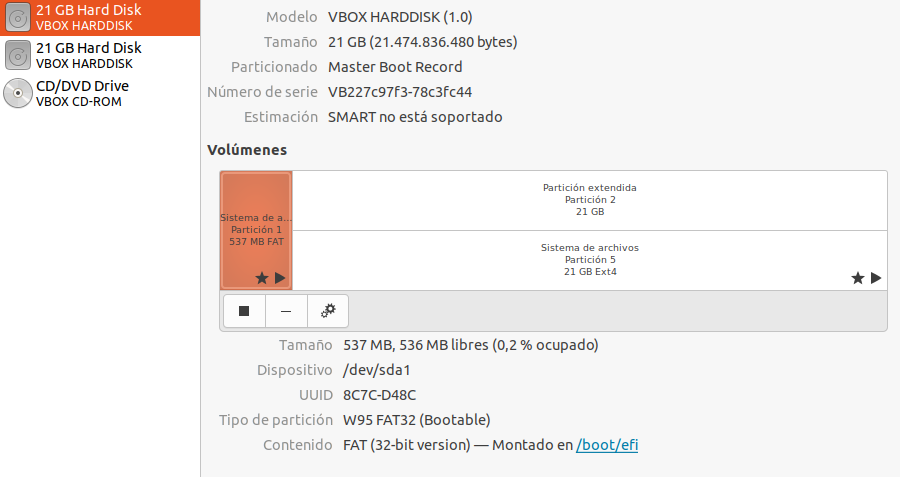 21 GB Hard Disk
VBOX HARDDISK
21 GB Hard Disk
VBOX HARDDISK
CD/DVD Drive
VBOX CD-ROM
Modelo VBOX HARDDISK (1.0)
Tamaño 21 GB (21.474.836.480 bytes)
Particionado Master Boot Record
Número de serie VB227c97f3-78c3fc44
Estimación SMART no está soportado
Volúmenes
Sistema de a...
Partición 1
537 MB FAT
Partición extendida
Partición 2
21 GB
Sistema de archivos
Partición 5
21 GB Ext4
Tamaño 537 MB, 536 MB libres (0,2 % ocupado)
Dispositivo /dev/sda1
UUID 8C7C-D48C
Tipo de partición W95 FAT32 (Bootable)
Contenido FAT (32-bit version) — Montado en /boot/efi